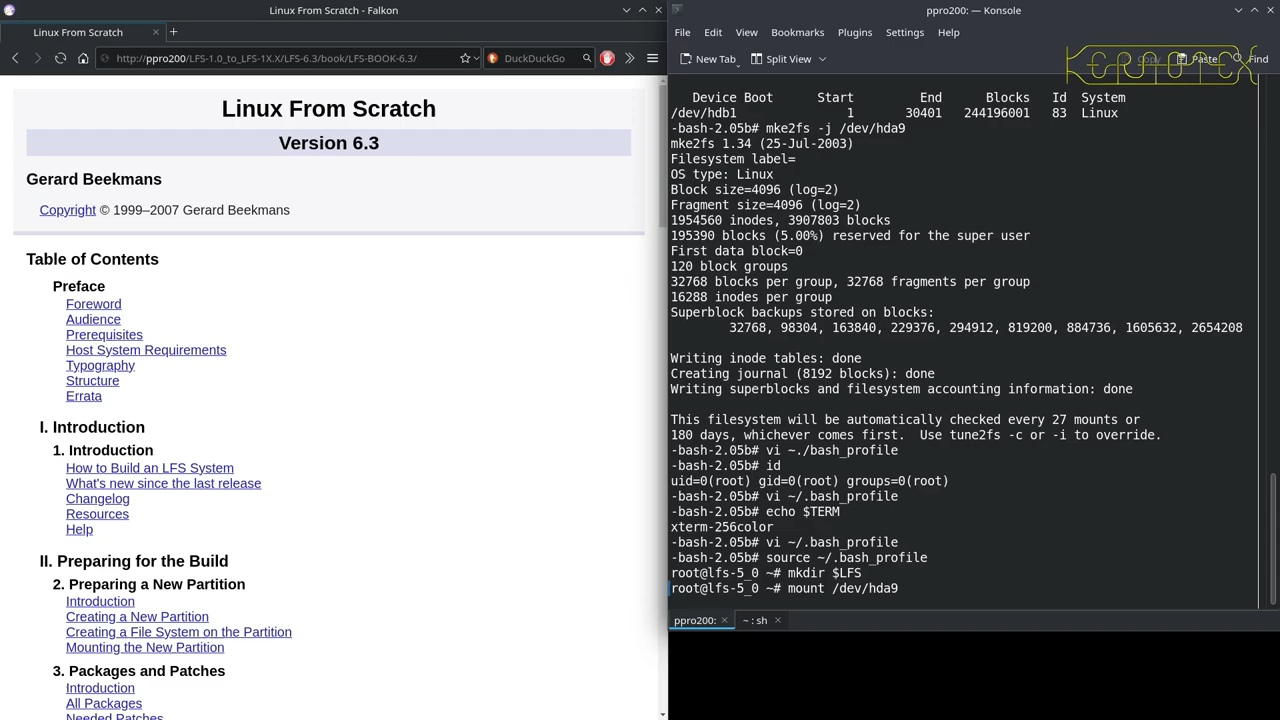 Linux From Scratch - Falkon
Linux From Scratch
http://ppro200/LFS-1.0_to_LFS-1X.X/LFS-6.3/book/LFS-BOOK-6.3/
DuckDuckGo
Linux From Scratch
Version 6.3
Gerard Beekmans
Copyright © 1999–2007 Gerard Beekmans
Table of Contents
Preface
Foreword
Audience
Prerequisites
Host System Requirements
Typography
Structure
Errata
I. Introduction
1. Introduction
How to Build an LFS System
What's new since the last release
Changelog
Resources
Help
II. Preparing for the Build
2. Preparing a New Partition
Introduction
Creating a New Partition
Creating a File System on the Partition
Mounting the New Partition
3. Packages and Patches
Introduction
All Packages
Needed Patches
ppro200: — Konsole
File Edit View Bookmarks Plugins Settings Help
New Tab Split View Copy Paste Find
Device Boot Start End Blocks Id System
/dev/hdb1 1 30401 244196001 83 Linux
-bash-2.05b# mke2fs -j /dev/hda9
mke2fs 1.34 (25-Jul-2003)
Filesystem label=
OS type: Linux
Block size=4096 (log=2)
Fragment size=4096 (log=2)
1954560 inodes, 3907803 blocks
195390 blocks (5.00%) reserved for the super user
First data block=0
120 block groups
32768 blocks per group, 32768 fragments per group
16288 inodes per group
Superblock backups stored on blocks:
32768, 98304, 163840, 229376, 294912, 819200, 884736, 1605632, 2654208
Writing inode tables: done
Creating journal (8192 blocks): done
Writing superblocks and filesystem accounting information: done
This filesystem will be automatically checked every 27 mounts or
180 days, whichever comes first. Use tune2fs -c or -i to override.
-bash-2.05b# vi ~./bash_profile
-bash-2.05b# id
uid=0(root) gid=0(root) groups=0(root)
-bash-2.05b# vi ~/.bash_profile
-bash-2.05b# echo $TERM
xterm-256color
-bash-2.05b# vi ~/.bash_profile
-bash-2.05b# source ~/.bash_profile
root@lfs-5_0 ~# mkdir $LFS
root@lfs-5_0 ~# mount /dev/hda9
ppro200: ~ : sh